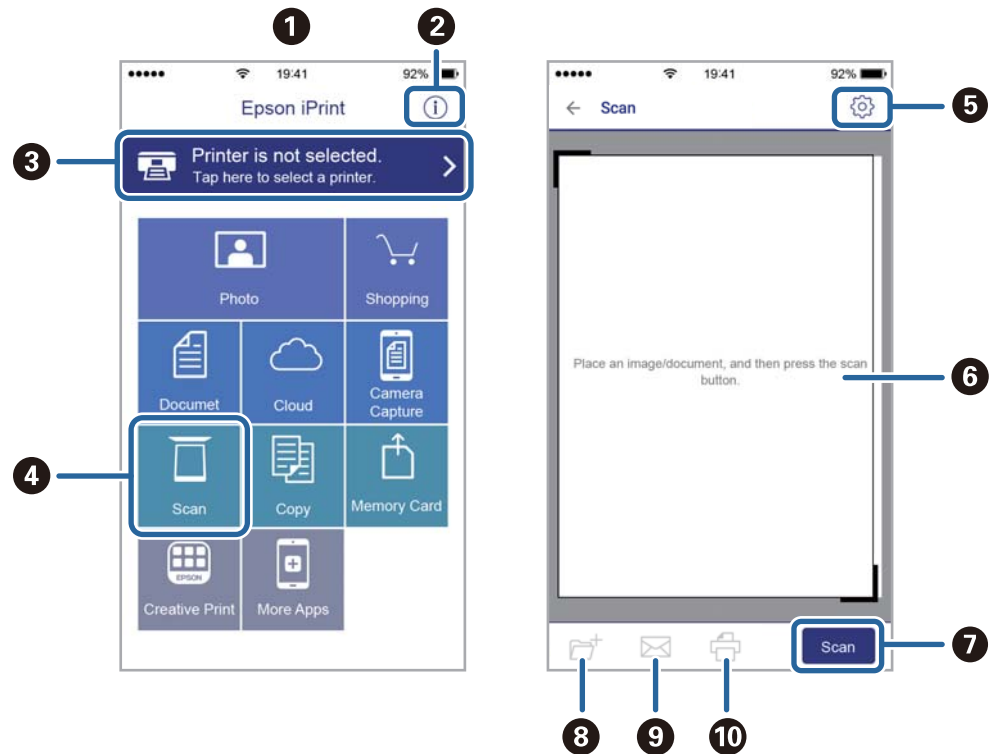 1
2
19:41
92%
Epson iPrint
3
Printer is not selected.
Tap here to select a printer.
Photo
Shopping
Documet
Cloud
Camera
Capture
4
Scan
Copy
Memory Card
EPSON
Creative Print
More Apps
19:41
92%
Scan
5
Place an image/document, and then press the scan
button.
6
Scan
7
8
9
10